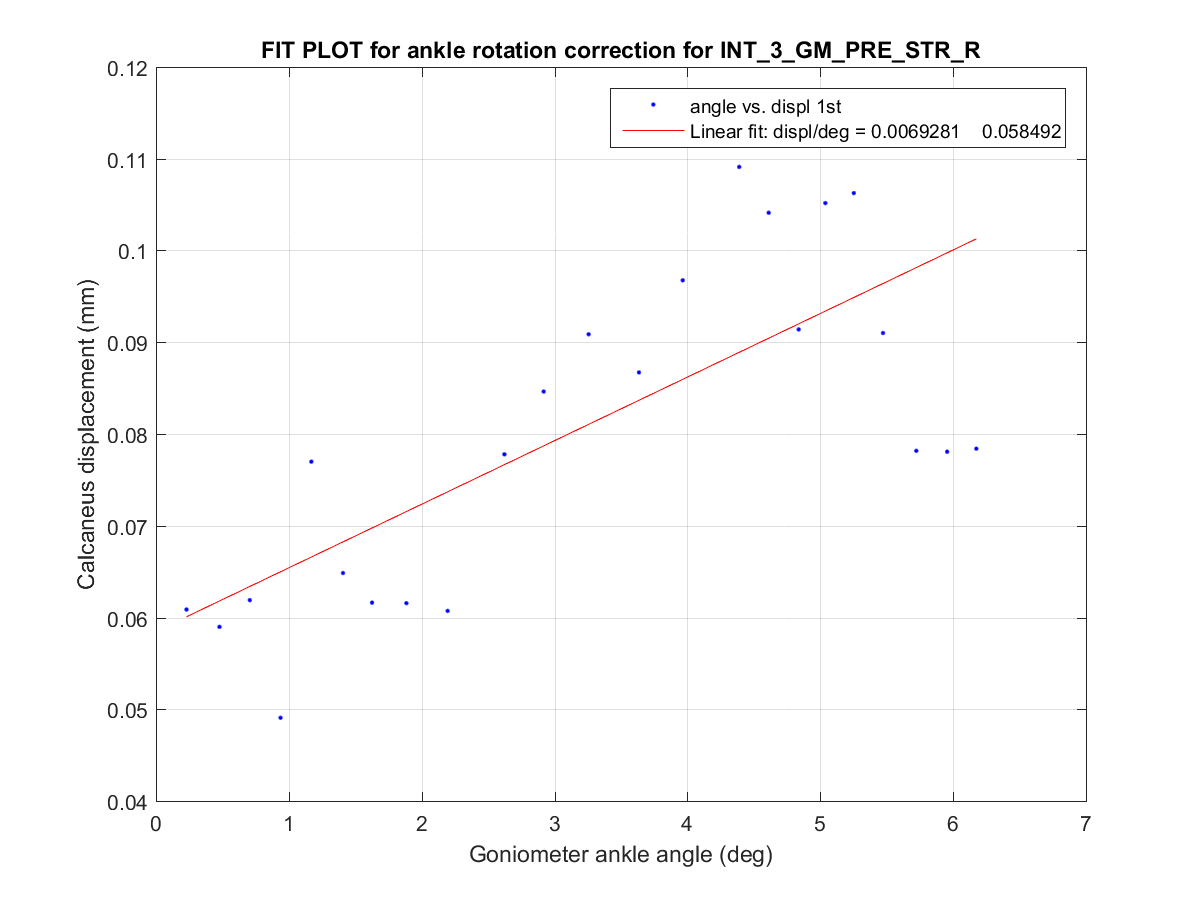 FIT PLOT for ankle rotation correction for INT_3_GM_PRE_STR_R
angle vs. displ 1st
Linear fit: displ/deg = 0.0069281 0.058492
0.12
0.11
0.1
0.09
0.08
0.07
0.06
0.05
0.04
Calcaneus displacement (mm)
0 1 2 3 4 5 6 7
Goniometer ankle angle (deg)